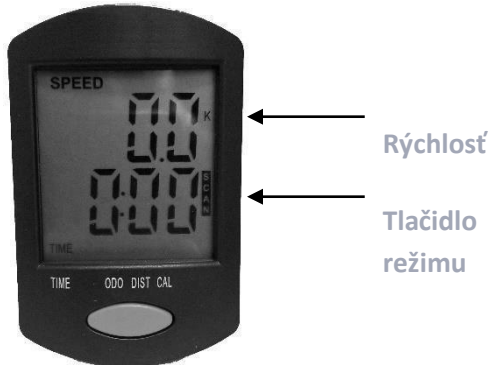 SPEED
0.0 K
Rýchlosť
0:00 SCAN
Tlačidlo
režimu
TIME
TIME ODO DIST CAL